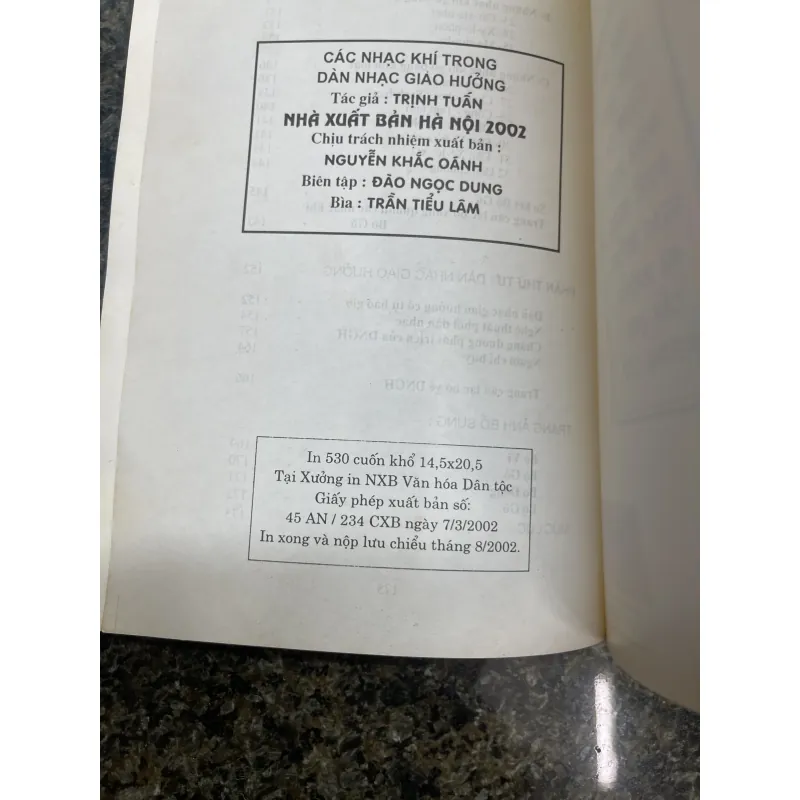 CÁC NHẠC KHÍ TRONG
DÀN NHẠC GIAO HƯỞNG
Tác giả : TRỊNH TUẤN
NHÀ XUẤT BẢN HÀ NỘI 2002
Chịu trách nhiệm xuất bản :
NGUYỄN KHẮC OÁNH
Biên tập : ĐÀO NGỌC DUNG
Bìa : TRẦN TIỂU LÂM
In 530 cuốn khổ 14,5x20,5
Tại Xưởng in NXB Văn hóa Dân tộc
Giấy phép xuất bản số:
45 AN / 234 CXB ngày 7/3/2002
In xong và nộp lưu chiểu tháng 8/2002.